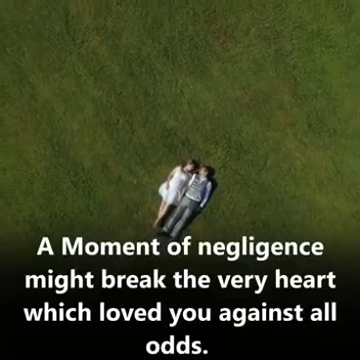 A Moment of negligence
might break the very heart
which loved you against all
odds.